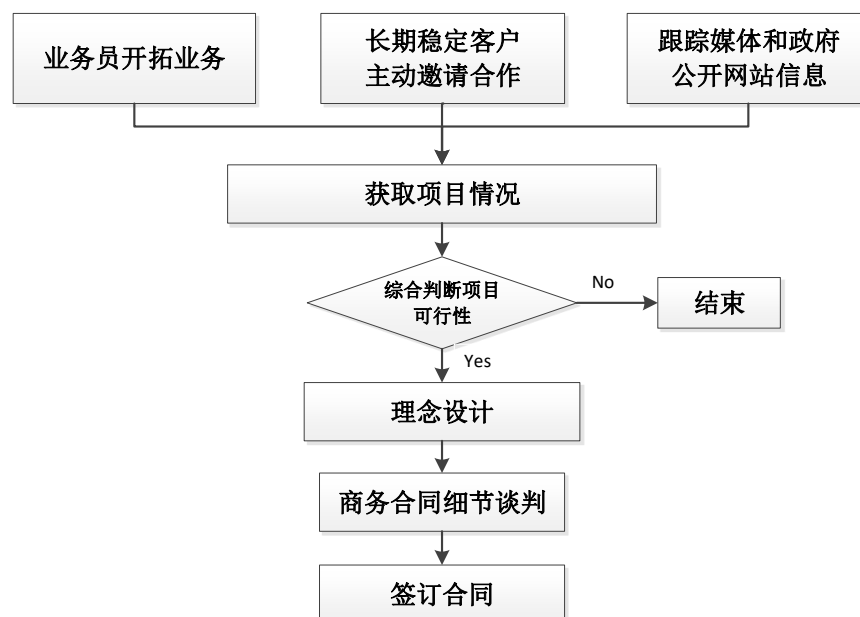 业务员开拓业务
长期稳定客户
主动邀请合作
跟踪媒体和政府
公开网站信息
获取项目情况
综合判断项目
可行性
No
结束
Yes
理念设计
商务合同细节谈判
签订合同